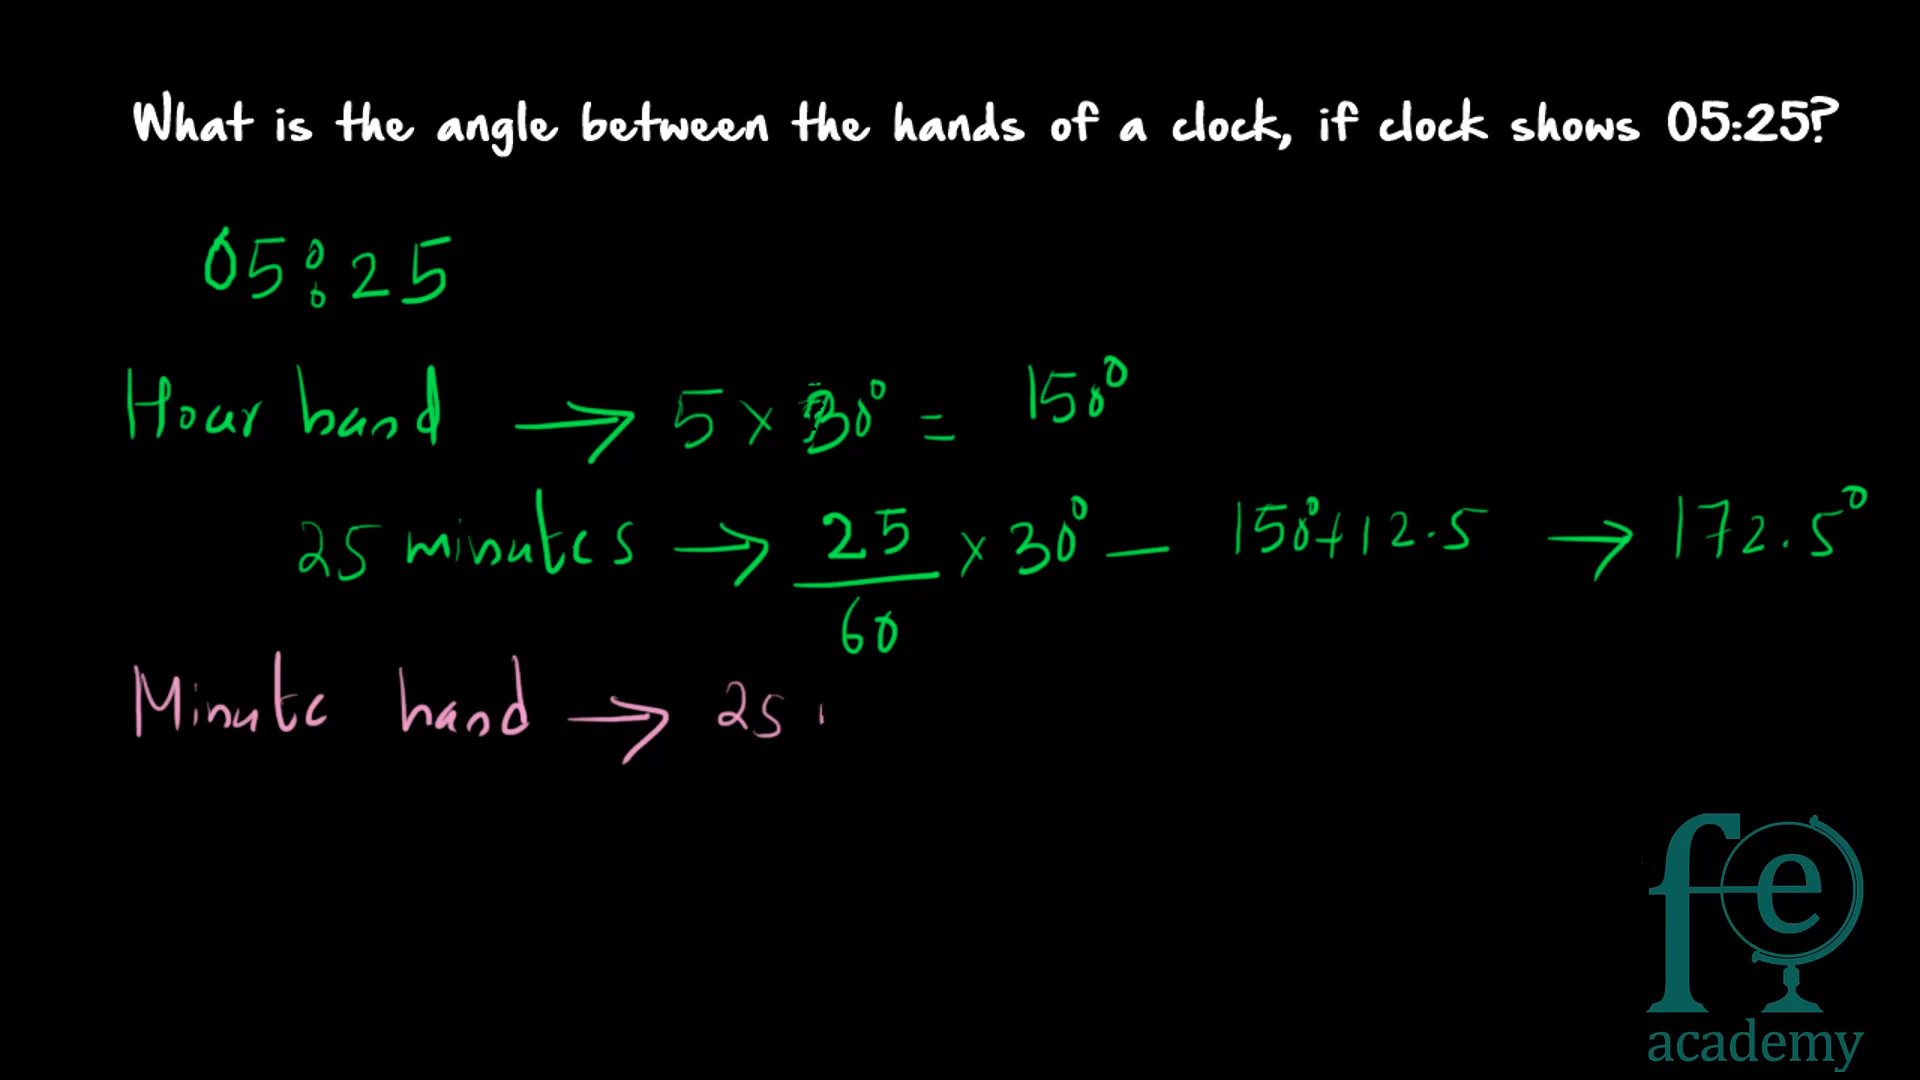 What is the angle between the hands of a clock, if clock shows 05:25?
05:25
Hour hand → 5 × 30° = 150°
25 minutes → 25/60 × 30° — 150°+12.5 → 172.5°
Minute hand → 25
fe
academy